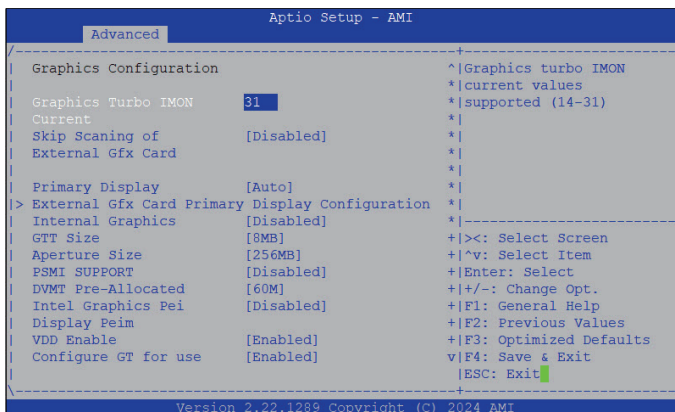 Aptio Setup - AMI
Advanced
Graphics Configuration
Graphics Turbo IMON 31
Current
Skip Scaning of [Disabled]
External Gfx Card
Primary Display [Auto]
> External Gfx Card Primary Display Configuration
Internal Graphics [Disabled]
GTT Size [8MB]
Aperture Size [256MB]
PSMI SUPPORT [Disabled]
DVMT Pre-Allocated [60M]
Intel Graphics Pei [Disabled]
Display Peim
VDD Enable [Enabled]
Configure GT for use [Enabled]
Graphics turbo IMON
current values
supported (14-31)
><: Select Screen
^v: Select Item
Enter: Select
+/-: Change Opt.
F1: General Help
F2: Previous Values
F3: Optimized Defaults
F4: Save & Exit
ESC: Exit
Version 2.22.1289 Copyright (C) 2024 AMI